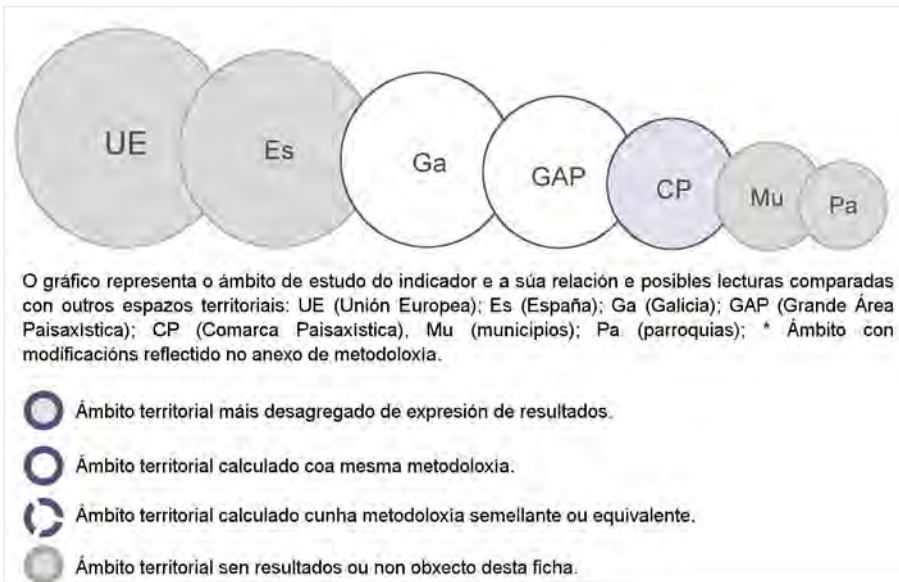 UE
Es
Ga
GAP
CP
Mu
Pa
O gráfico representa o ámbito de estudo do indicador e a súa relación e posibles lecturas comparadas
con outros espazos territoriais: UE (Unión Europea); Es (España); Ga (Galicia); GAP (Grande Área
Paisaxística); CP (Comarca Paisaxística), Mu (municipios); Pa (parroquias); * Ámbito con
modificacións reflectido no anexo de metodoloxía.
Ámbito territorial máis desagregado de expresión de resultados.
Ámbito territorial calculado coa mesma metodoloxía.
Ámbito territorial calculado cunha metodoloxía semellante ou equivalente.
Ámbito territorial sen resultados ou non obxecto desta ficha.